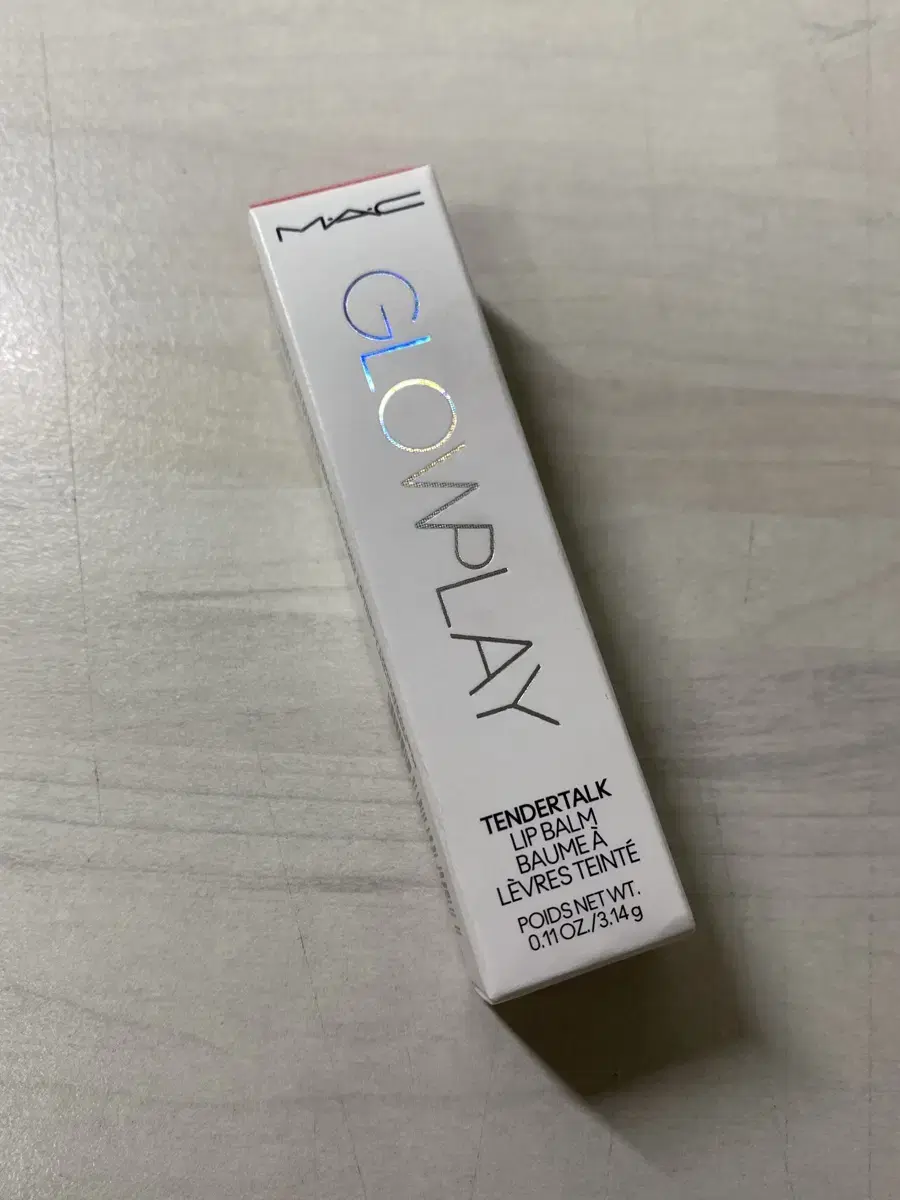 M·A·C
GLOWPLAY
TENDERTALK
LIP BALM
BAUME À
LÈVRES TEINTÉ
POIDS NET WT.
0.11 OZ./3.14 g